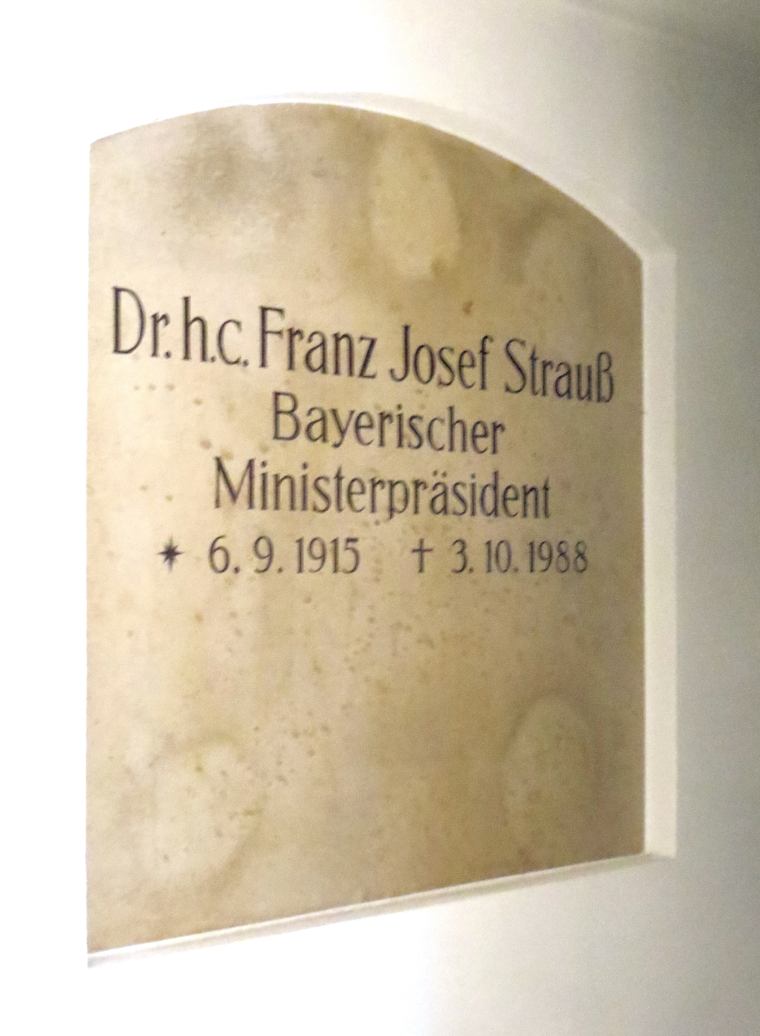 Dr. h.c. Franz Josef Strauß
Bayerischer
Ministerpräsident
✶ 6. 9. 1915 † 3. 10. 1988